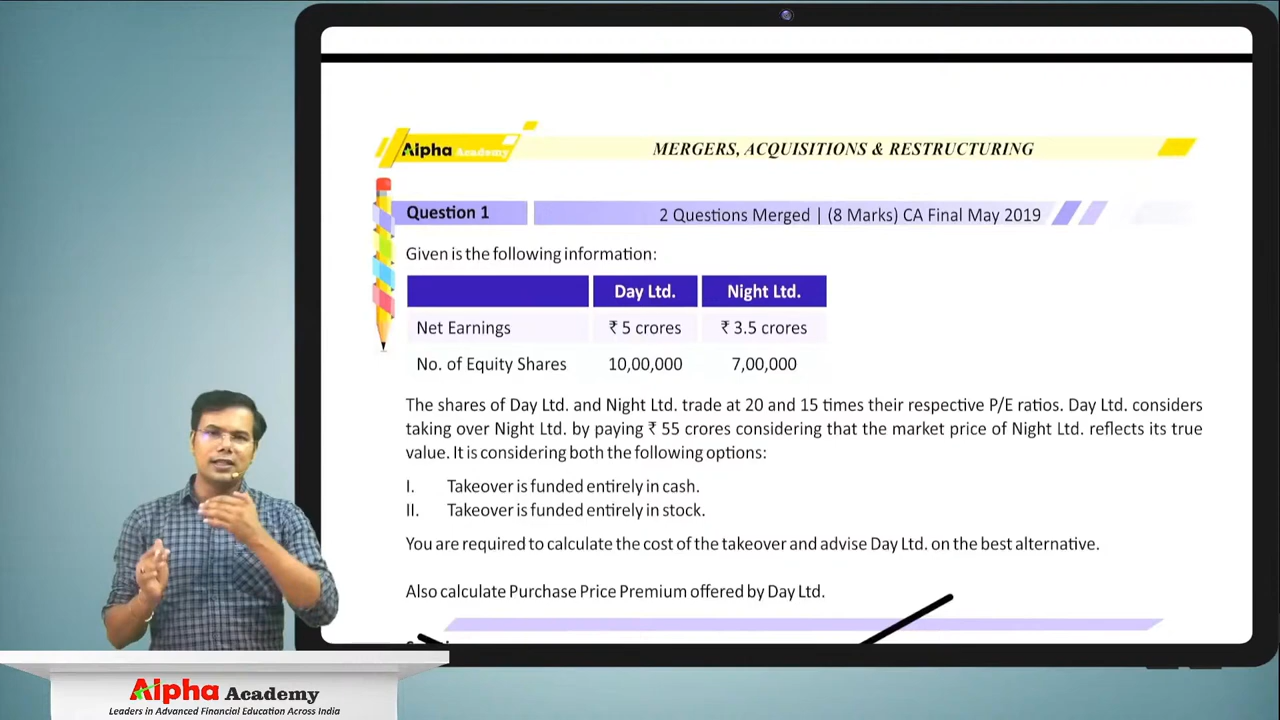 Alpha Academy
MERGERS, ACQUISITIONS & RESTRUCTURING
Question 1
2 Questions Merged | (8 Marks) CA Final May 2019
Given is the following information:
Day Ltd. Night Ltd.
Net Earnings ₹ 5 crores ₹ 3.5 crores
No. of Equity Shares 10,00,000 7,00,000
The shares of Day Ltd. and Night Ltd. trade at 20 and 15 times their respective P/E ratios. Day Ltd. considers
taking over Night Ltd. by paying ₹ 55 crores considering that the market price of Night Ltd. reflects its true
value. It is considering both the following options:
I. Takeover is funded entirely in cash.
II. Takeover is funded entirely in stock.
You are required to calculate the cost of the takeover and advise Day Ltd. on the best alternative.
Also calculate Purchase Price Premium offered by Day Ltd.
Alpha Academy
Leaders in Advanced Financial Education Across India